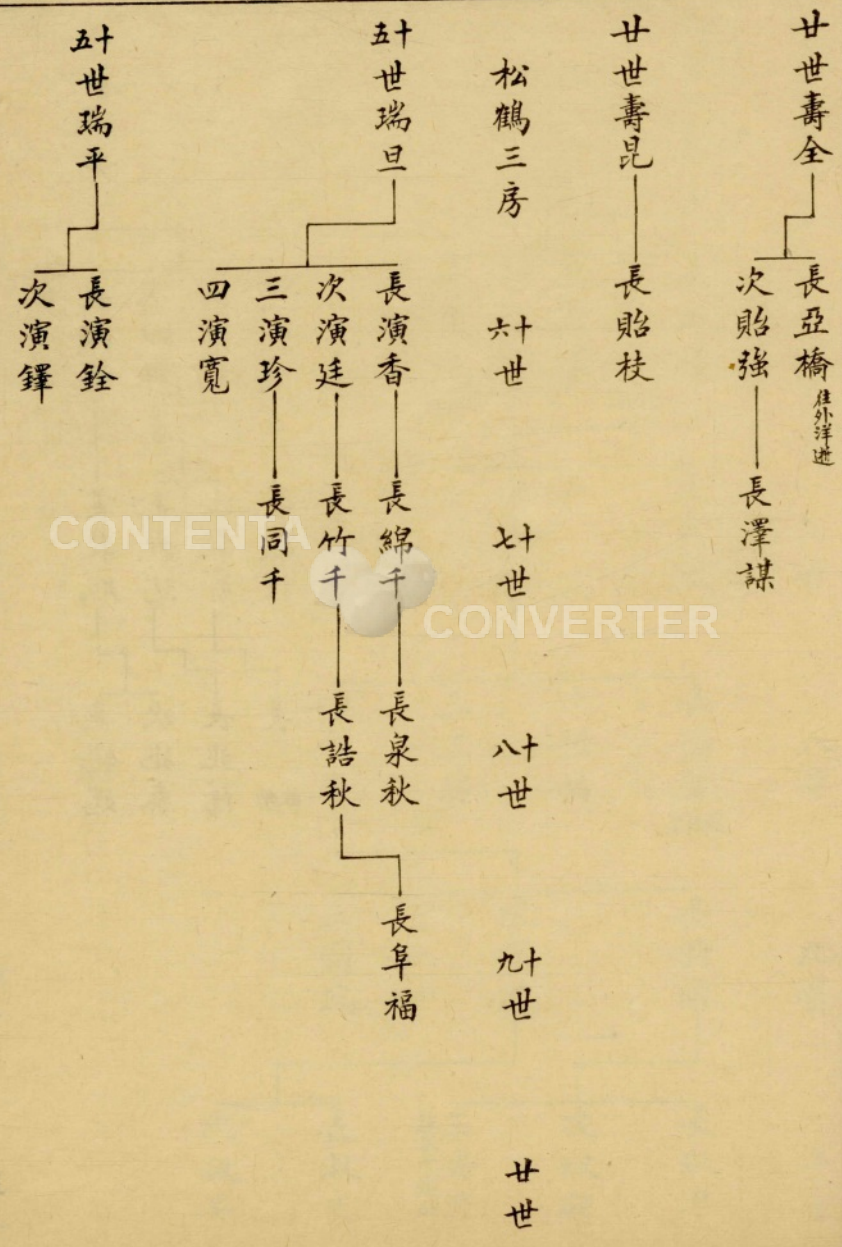 廿世壽全
長亞橋
往外洋逝
次貽強
長澤謀
廿世壽昆
長貽枝
松鶴三房
十六世
十七世
十八世
十九世
廿世
十五世瑞旦
長演香
長綿千
長泉秋
長阜福
次演廷
長竹千
長誥秋
三演珍
長同千
四演寬
十五世瑞平
長演銓
次演鐸
CONTENTA
CONVERTER